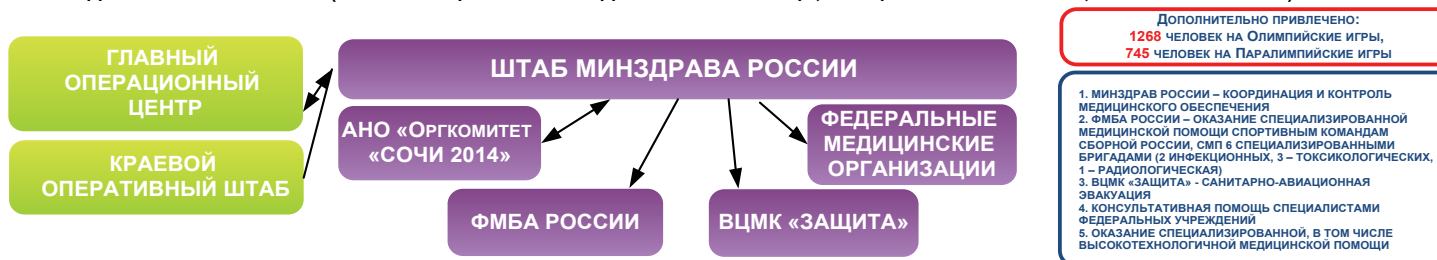 ГЛАВНЫЙ
ОПЕРАЦИОННЫЙ
ЦЕНТР
КРАЕВОЙ
ОПЕРАТИВНЫЙ ШТАБ
ШТАБ МИНЗДРАВА РОССИИ
АНО «ОРГКОМИТЕТ
«СОЧИ 2014»
ФЕДЕРАЛЬНЫЕ
МЕДИЦИНСКИЕ
ОРГАНИЗАЦИИ
ФМБА РОССИИ
ВЦМК «ЗАЩИТА»
ДОПОЛНИТЕЛЬНО ПРИВЛЕЧЕНО:
1268 ЧЕЛОВЕК НА ОЛИМПИЙСКИЕ ИГРЫ,
745 ЧЕЛОВЕК НА ПАРАЛИМПИЙСКИЕ ИГРЫ
1. МИНЗДРАВ РОССИИ – КООРДИНАЦИЯ И КОНТРОЛЬ
МЕДИЦИНСКОГО ОБЕСПЕЧЕНИЯ
2. ФМБА РОССИИ – ОКАЗАНИЕ СПЕЦИАЛИЗИРОВАННОЙ
МЕДИЦИНСКОЙ ПОМОЩИ СПОРТИВНЫМ КОМАНДАМ
СБОРНОЙ РОССИИ, СМП 6 СПЕЦИАЛИЗИРОВАННЫМИ
БРИГАДАМИ (2 ИНФЕКЦИОННЫХ, 3 – ТОКСИКОЛОГИЧЕСКИХ,
1 – РАДИОЛОГИЧЕСКАЯ)
3. ВЦМК «ЗАЩИТА» - САНИТАРНО-АВИАЦИОННАЯ
ЭВАКУАЦИЯ
4. КОНСУЛЬТАТИВНАЯ ПОМОЩЬ СПЕЦИАЛИСТАМИ
ФЕДЕРАЛЬНЫХ УЧРЕЖДЕНИЙ
5. ОКАЗАНИЕ СПЕЦИАЛИЗИРОВАННОЙ, В ТОМ ЧИСЛЕ
ВЫСОКОТЕХНОЛОГИЧНОЙ МЕДИЦИНСКОЙ ПОМОЩИ